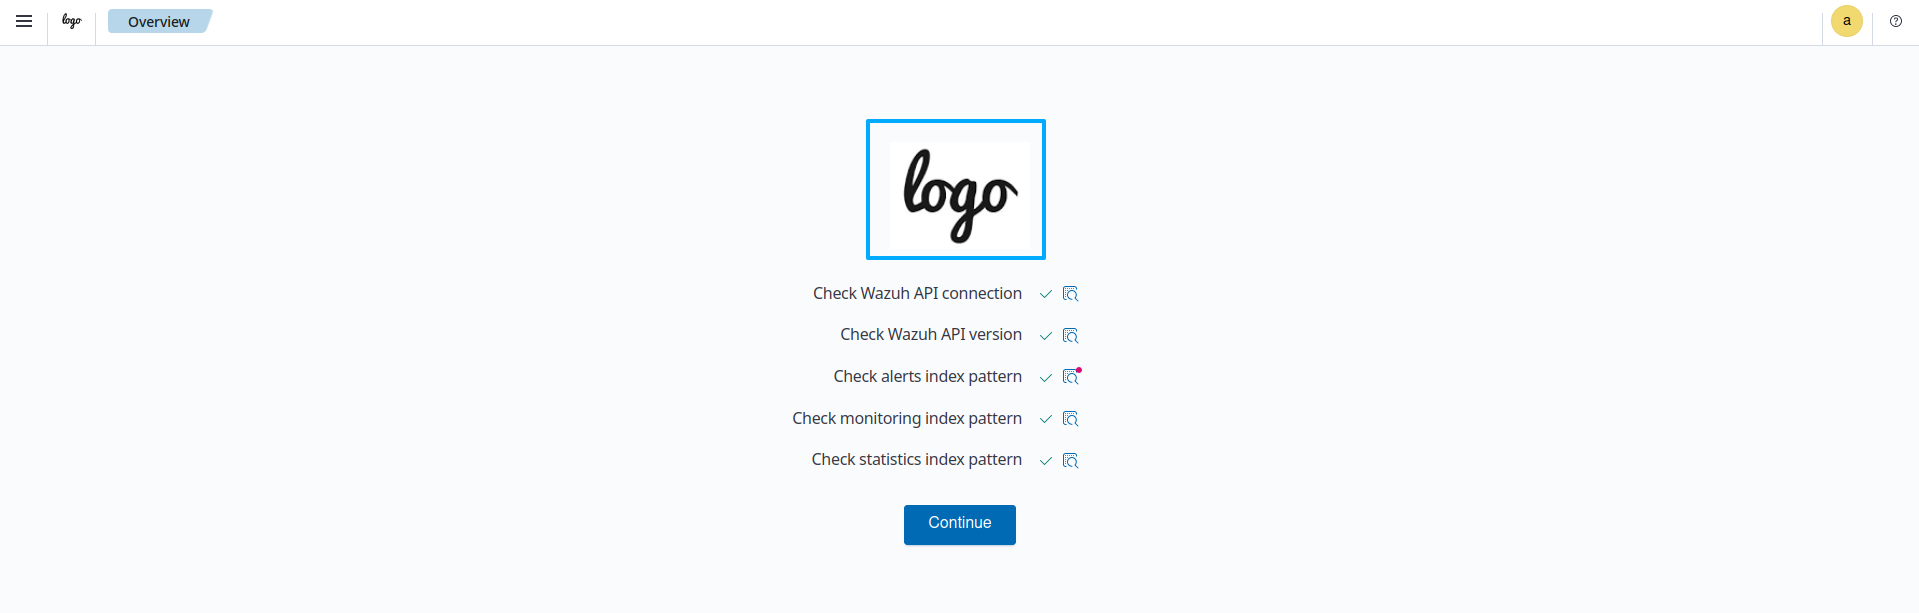 logo
Overview
a
logo
Check Wazuh API connection
Check Wazuh API version
Check alerts index pattern
Check monitoring index pattern
Check statistics index pattern
Continue